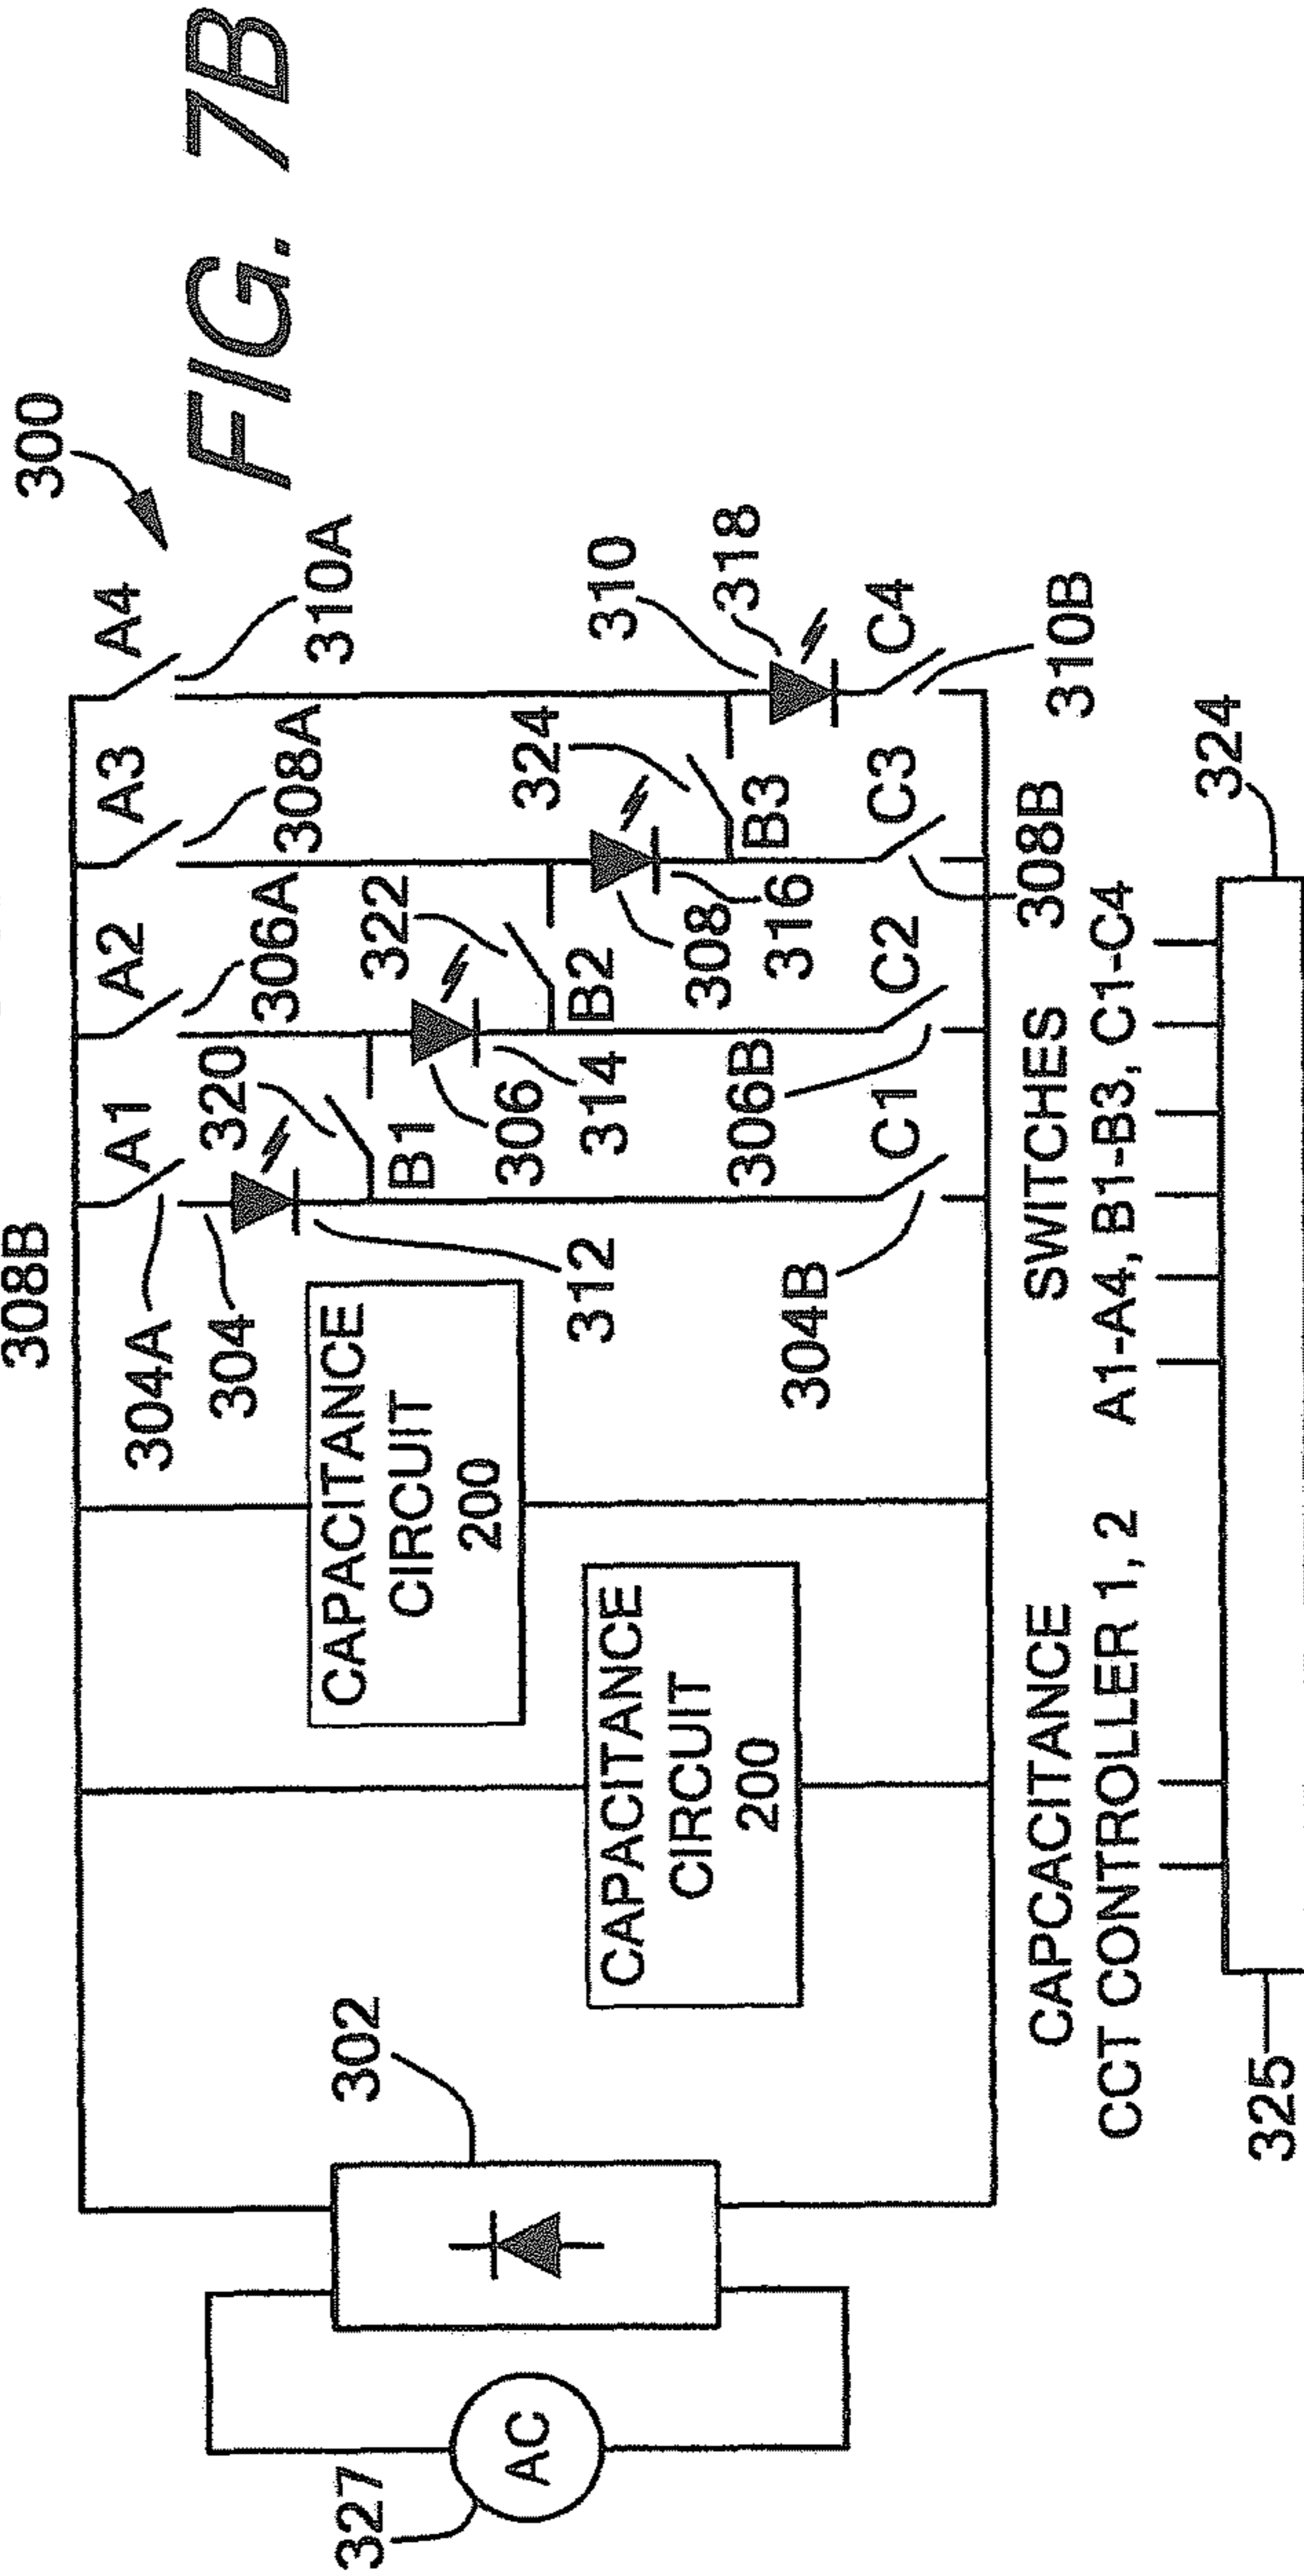 FIG. 7B
300
308B
A1
A2
A3
A4
304A
306A
308A
310A
304
320
322
324
310
318
B1
B2
B3
312
306
314
308
316
CAPACITANCE
CIRCUIT
200
CAPACITANCE
CIRCUIT
200
302
327
AC
304B
306B
C1
C2
C3
C4
308B
310B
CAPCACITANCE
CCT CONTROLLER 1, 2
SWITCHES
A1-A4, B1-B3, C1-C4
325
324